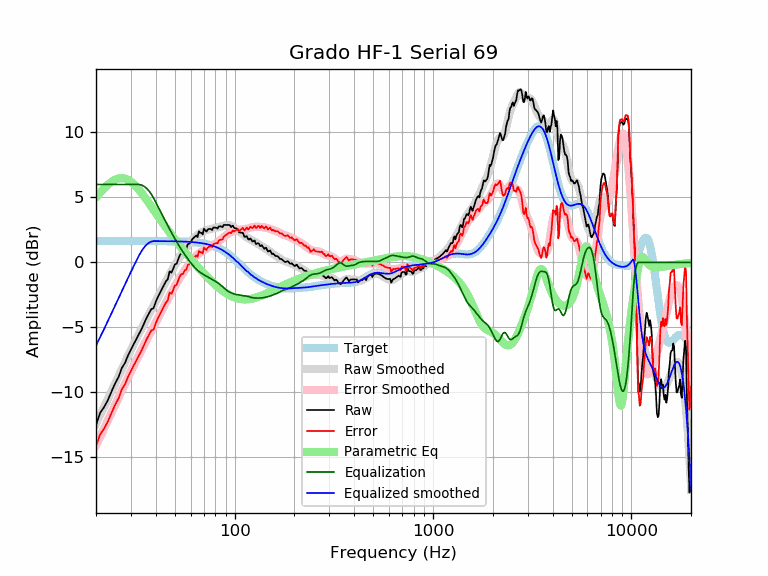 Grado HF-1 Serial 69
Amplitude (dBr)
10
5
0
−5
−10
−15
Target
Raw Smoothed
Error Smoothed
Raw
Error
Parametric Eq
Equalization
Equalized smoothed
100
1000
10000
Frequency (Hz)